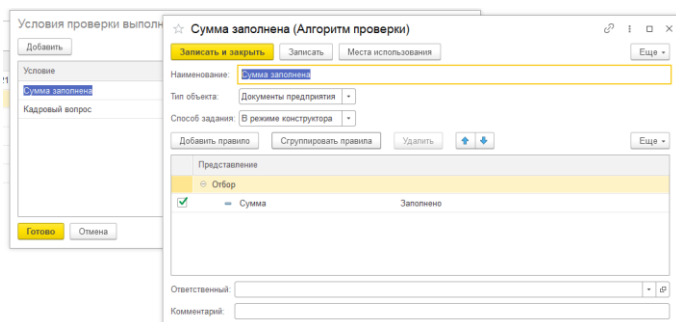 Условия проверки выполн
Добавить
Условие
Сумма заполнена
Кадровый вопрос
Готово
Отмена
Сумма заполнена (Алгоритм проверки)
Записать и закрыть
Записать
Места использования
Еще
Наименование: Сумма заполнена
Тип объекта: Документы предприятия
Способ задания: В режиме конструктора
Добавить правило
Сгруппировать правила
Удалить
Еще
Представление
Отбор
Сумма Заполнено
Ответственный:
Комментарий: